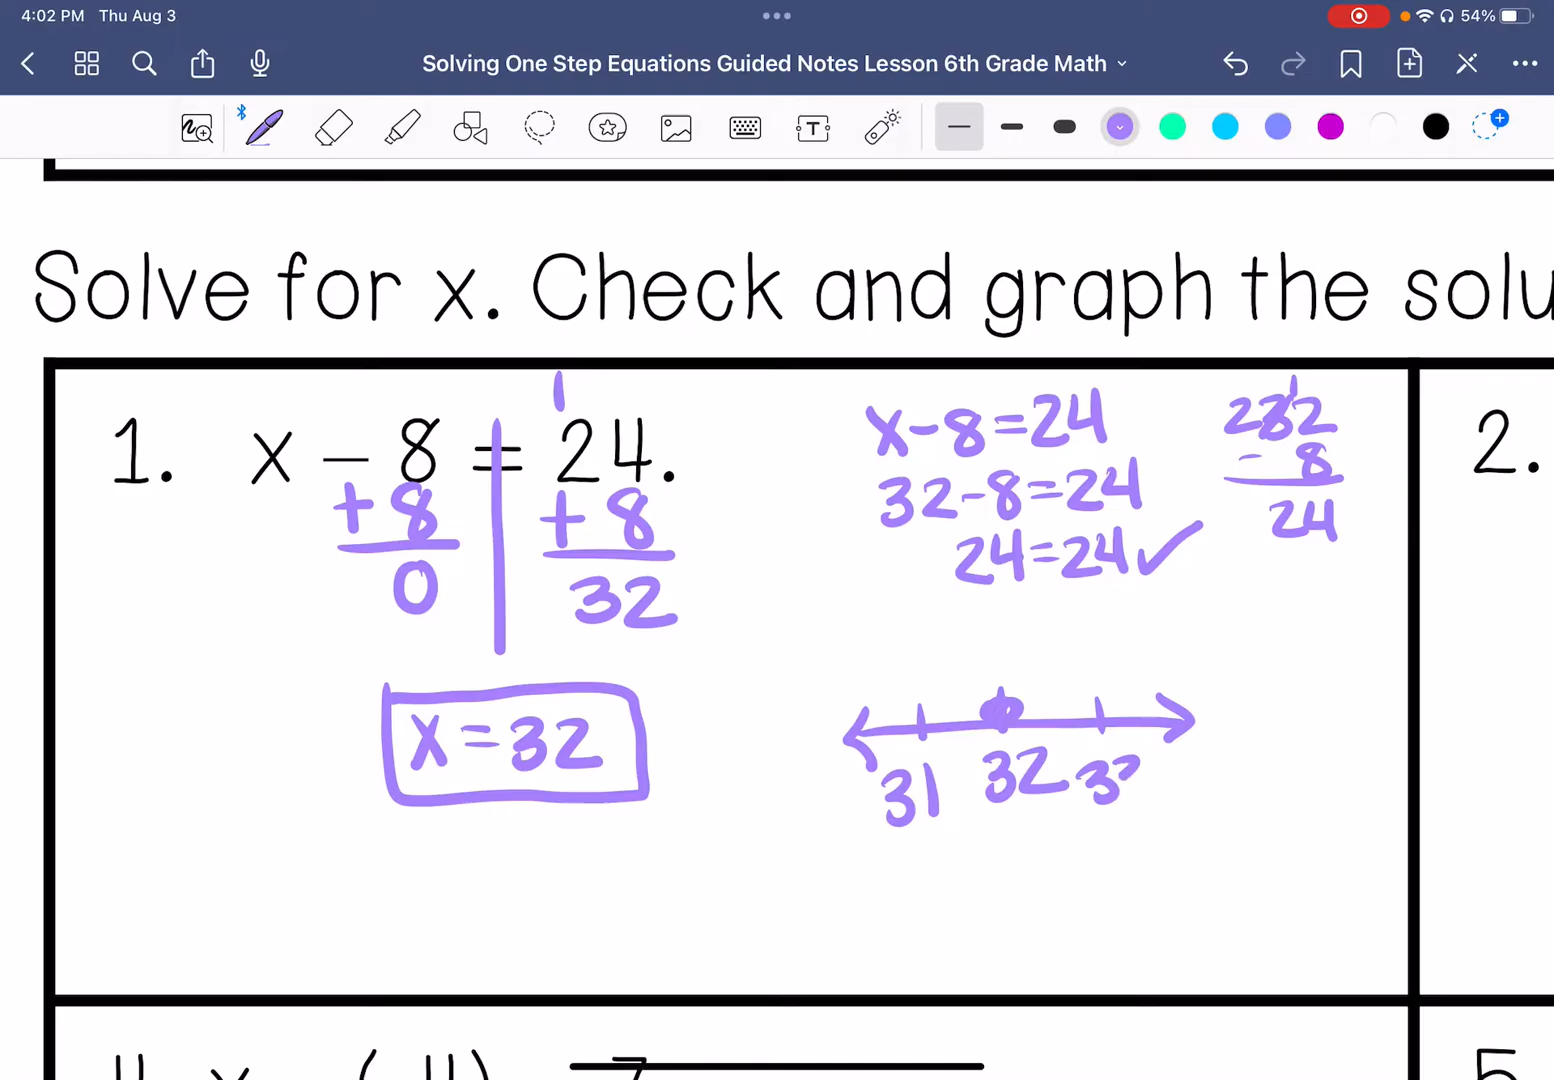 4:02 PM Thu Aug 3
54%
Solving One Step Equations Guided Notes Lesson 6th Grade Math
T
Solve for x. Check and graph the solu
1. x – 8 = 24.
1
+ 8 + 8
0 32
x = 32
x - 8 = 24
32 - 8 = 24
24 = 24 ✓
- 8
24
31 32
2.